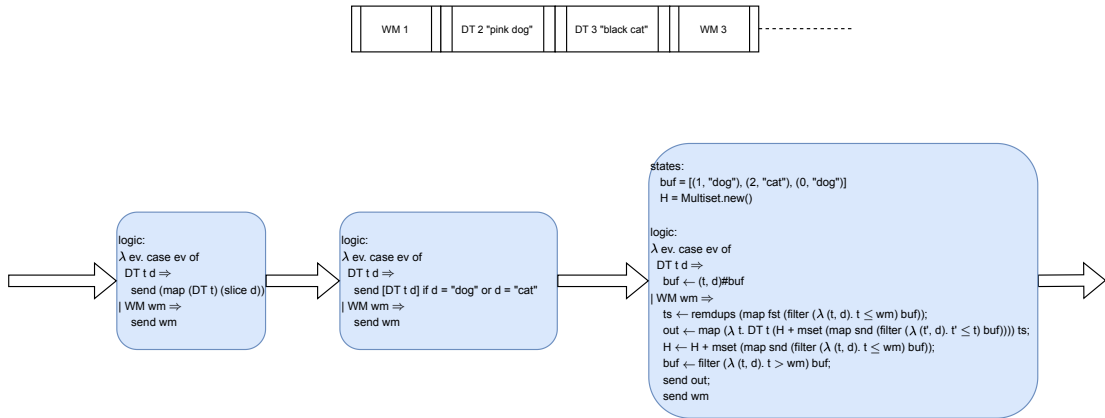 WM 1
DT 2 "pink dog"
DT 3 "black cat"
WM 3
logic:
λ ev. case ev of
DT t d ⇒
send (map (DT t) (slice d))
| WM wm ⇒
send wm
logic:
λ ev. case ev of
DT t d ⇒
send [DT t d] if d = "dog" or d = "cat"
| WM wm ⇒
send wm
states:
buf = [(1, "dog"), (2, "cat"), (0, "dog")]
H = Multiset.new()
logic:
λ ev. case ev of
DT t d ⇒
buf ← (t, d)#buf
| WM wm ⇒
ts ← remdups (map fst (filter (λ (t, d). t ≤ wm) buf));
out ← map (λ t. DT t (H + mset (map snd (filter (λ (t', d). t' ≤ t) buf)))) ts;
H ← H + mset (map snd (filter (λ (t, d). t ≤ wm) buf));
buf ← filter (λ (t, d). t > wm) buf;
send out;
send wm